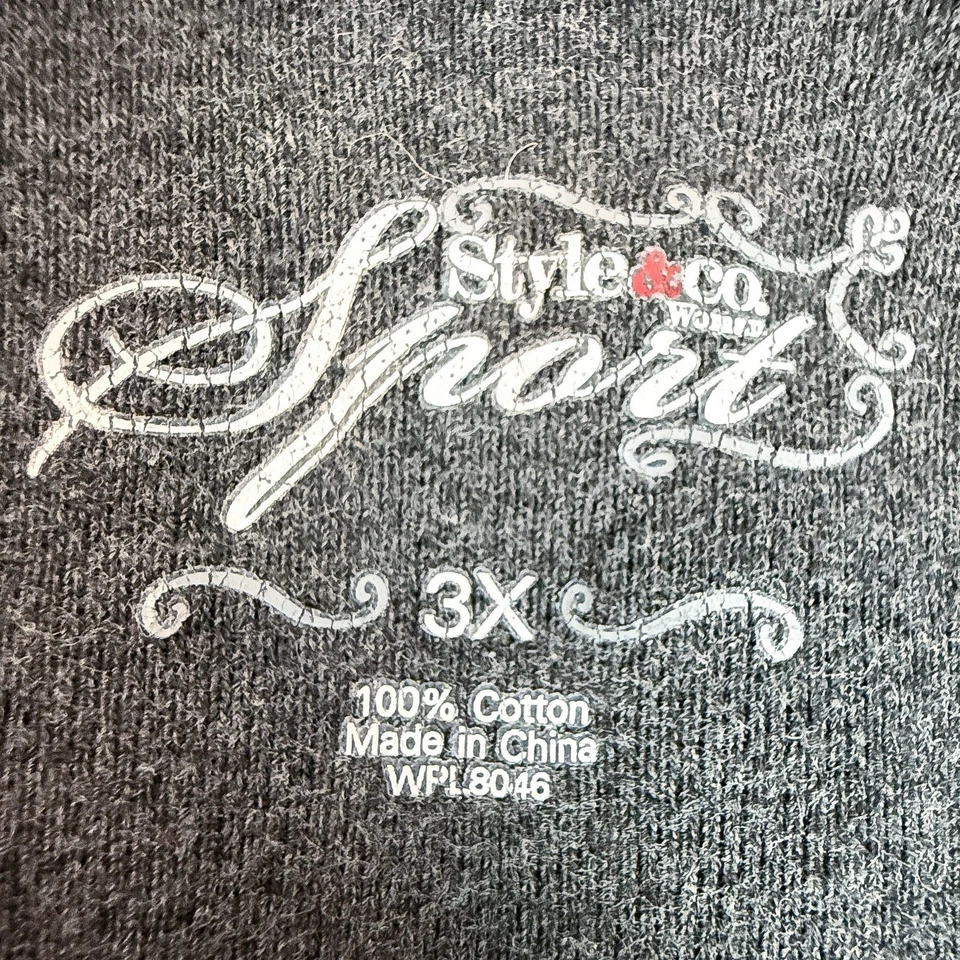 Style&co.
WOMAN
Sport
3X
100% Cotton
Made in China
WPL8046